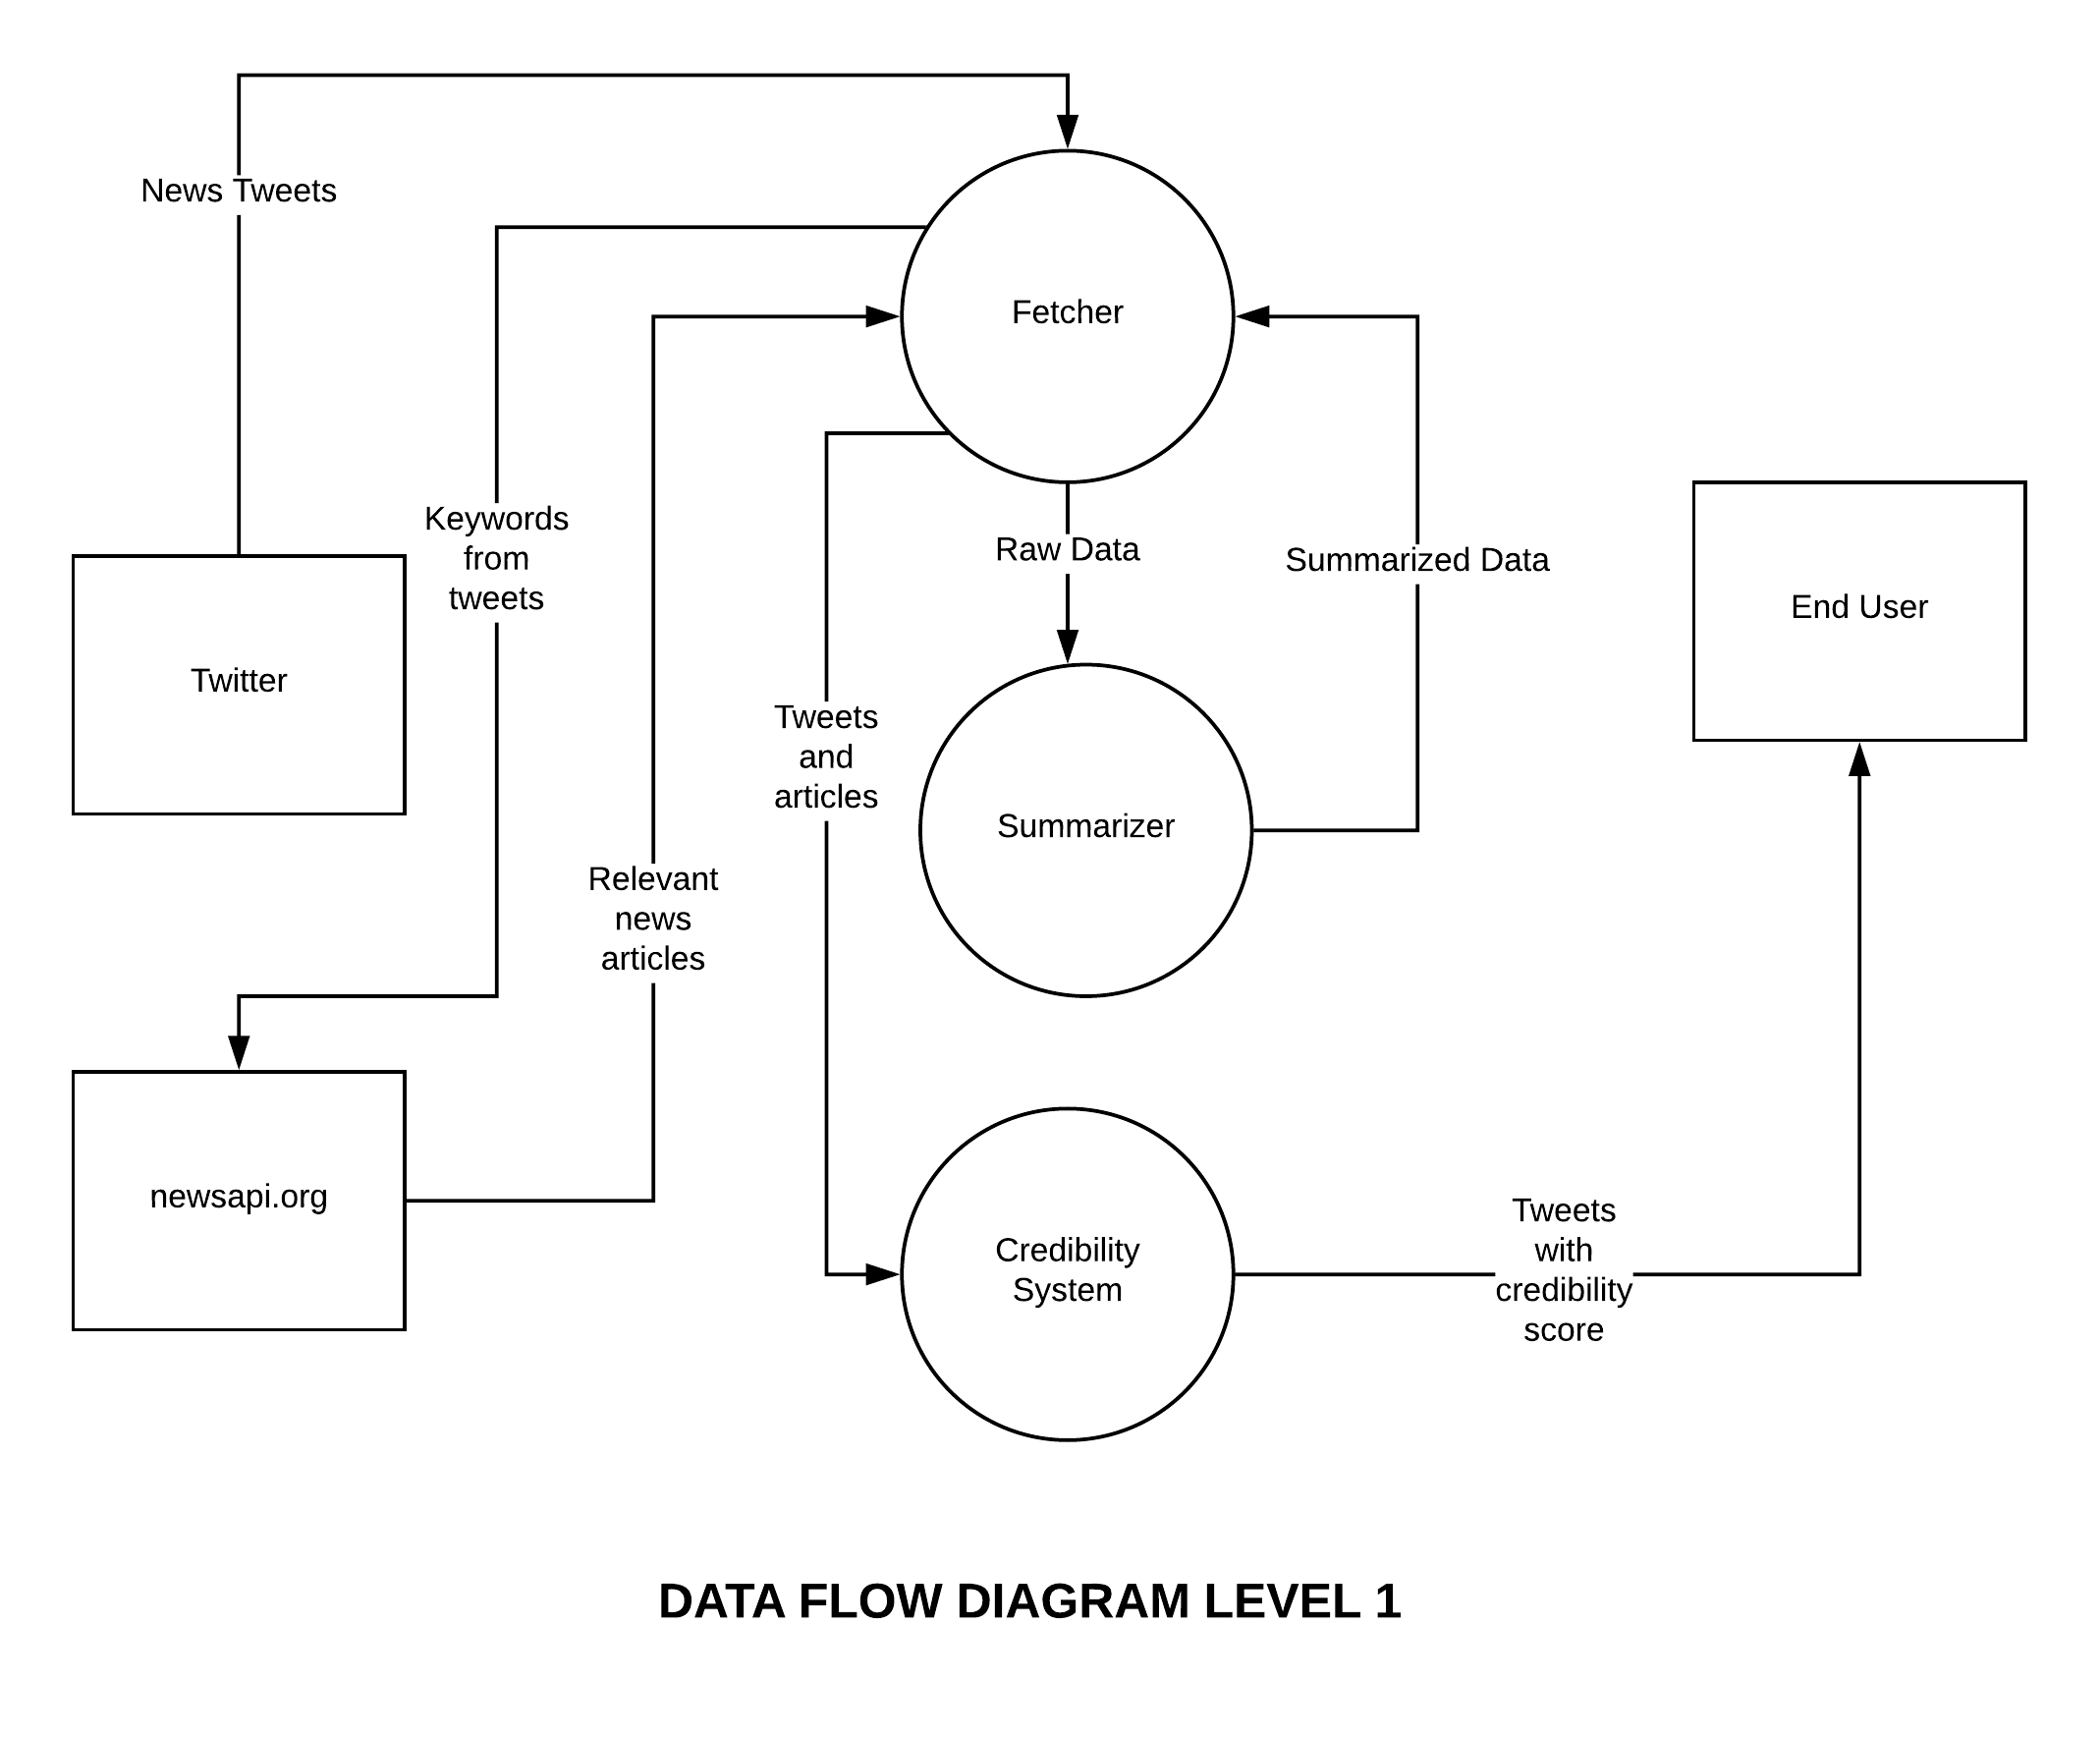 News Tweets
Fetcher
Keywords
from
tweets
Raw Data
Summarized Data
End User
Twitter
Tweets
and
articles
Summarizer
Relevant
news
articles
newsapi.org
Credibility
System
Tweets
with
credibility
score
DATA FLOW DIAGRAM LEVEL 1